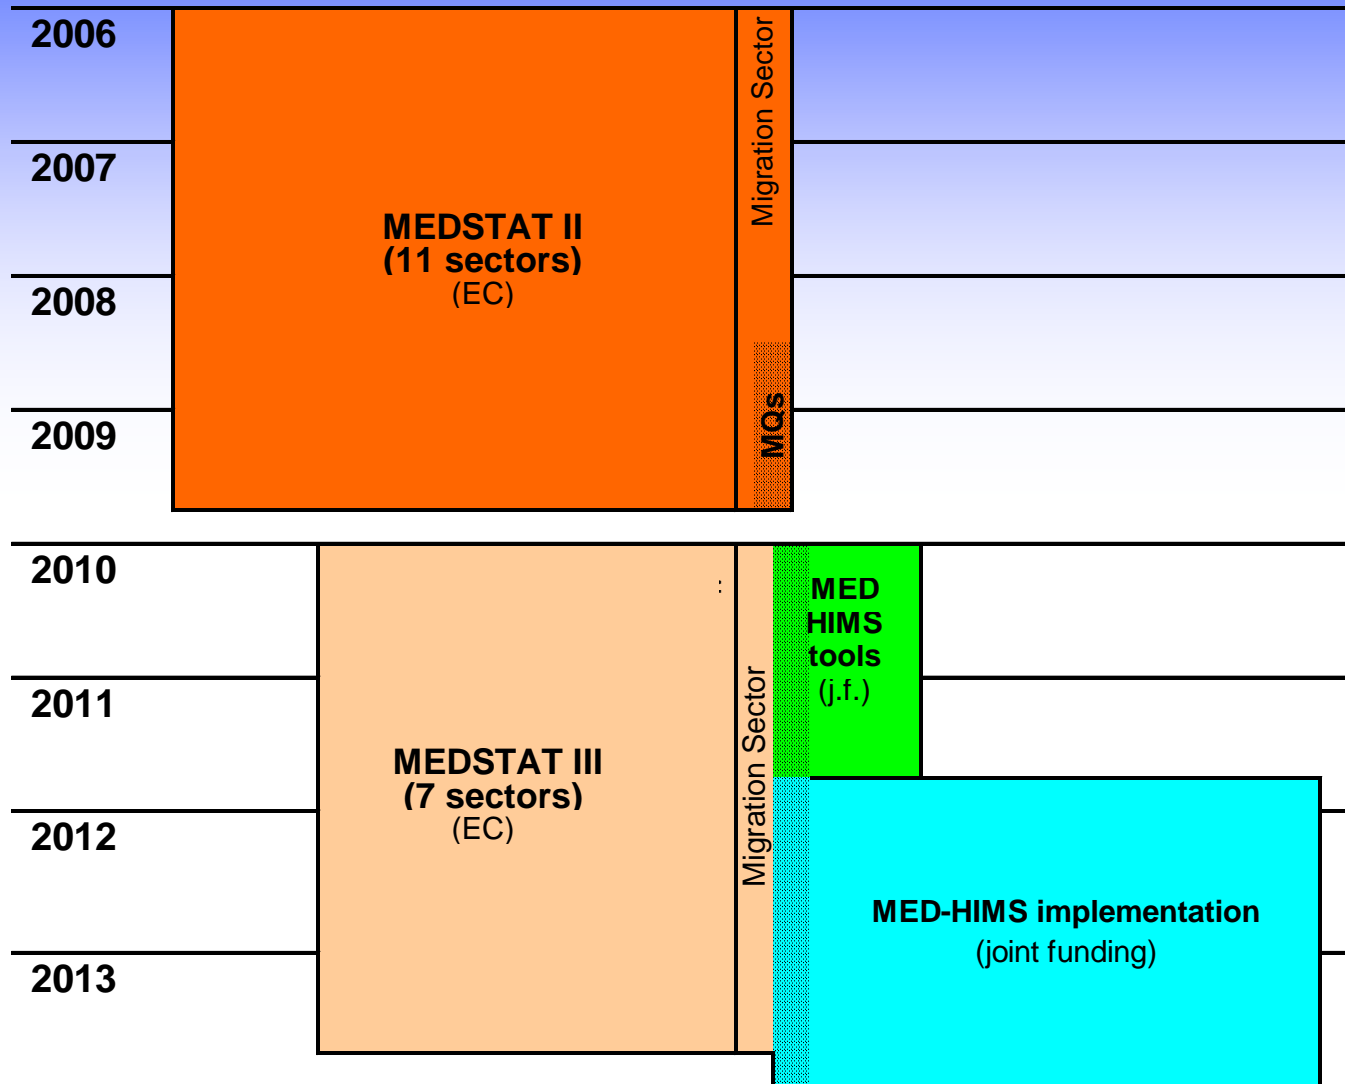 2006
Migration Sector
2007
MEDSTAT II
(11 sectors)
(EC)
2008
MQs
2009
2010
:
MED
HIMS
tools
(j.f.)
2011
Migration Sector
MEDSTAT III
(7 sectors)
(EC)
2012
MED-HIMS implementation
(joint funding)
2013